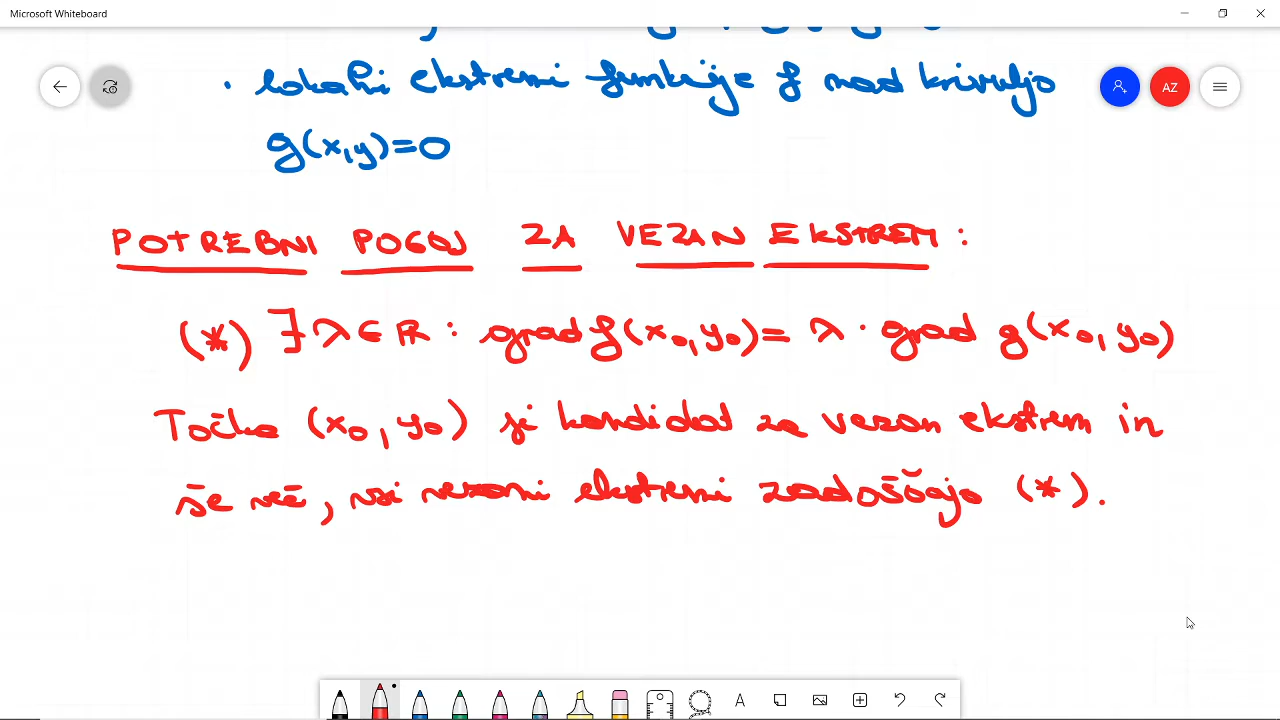 Microsoft Whiteboard
AZ
• lokalni ekstremi funkcije f nad krivuljo
g(x,y)=0
POTREBNI POGOJ ZA VEZAN EKSTREM:
(*) ∃ λ∈ℝ: grad f(x₀,y₀)= λ · grad g(x₀,y₀)
Točka (x₀,y₀) je kandidat za vezan ekstrem in
še več, vsi vezani ekstremi zadoščajo (*).
A